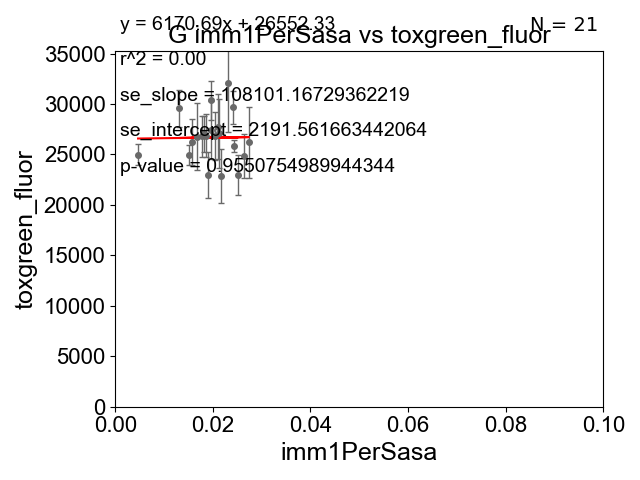 y = 6170.69x + 26552.33
N = 21
G imm1PerSasa vs toxgreen_fluor
r^2 = 0.00
se_slope = 108101.16729362219
se_intercept = 2191.561663442064
p-value = 0.9550754989944344
toxgreen_fluor
35000
30000
25000
20000
15000
10000
5000
0
0.00 0.02 0.04 0.06 0.08 0.10
imm1PerSasa